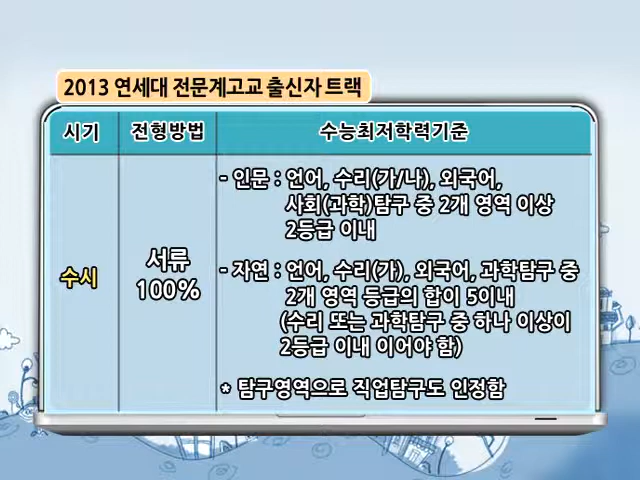 2013 연세대 전문계고교 출신자 트랙
시기 전형방법 수능최저학력기준
수시
서류
100%
- 인문 : 언어, 수리(가/나), 외국어,
사회(과학)탐구 중 2개 영역 이상
2등급 이내
- 자연 : 언어, 수리(가), 외국어, 과학탐구 중
2개 영역 등급의 합이 5이내
(수리 또는 과학탐구 중 하나 이상이
2등급 이내 이어야 함)
* 탐구영역으로 직업탐구도 인정함